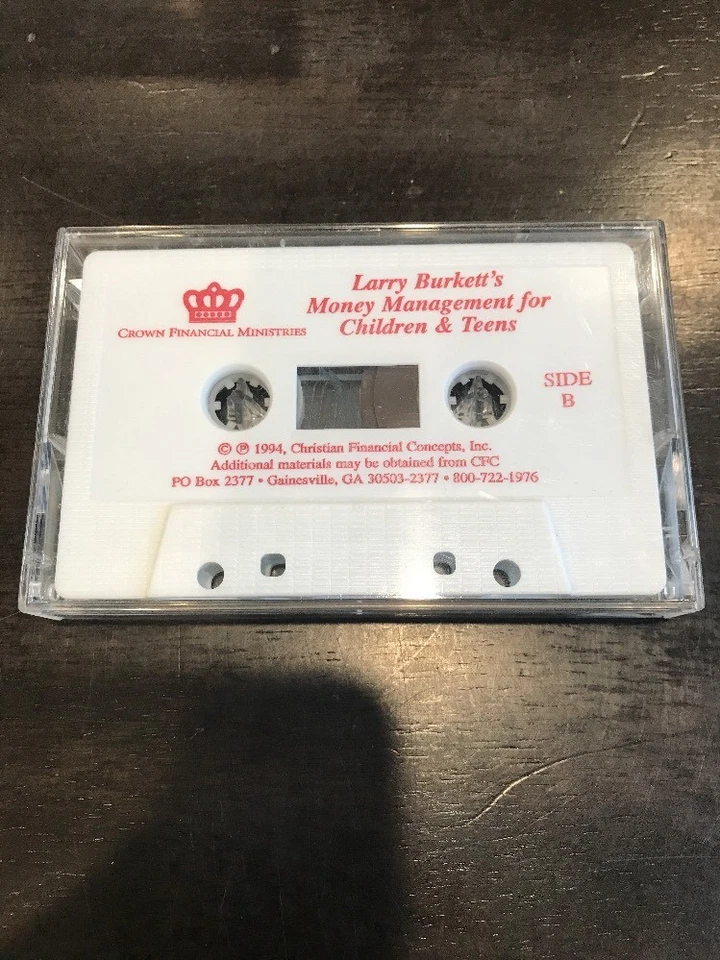 Larry Burkett's
Money Management for
Children & Teens
CROWN FINANCIAL MINISTRIES
SIDE
B
© ℗ 1994, Christian Financial Concepts, Inc.
Additional materials may be obtained from CFC
PO Box 2377 • Gainesville, GA 30503-2377 • 800-722-1976